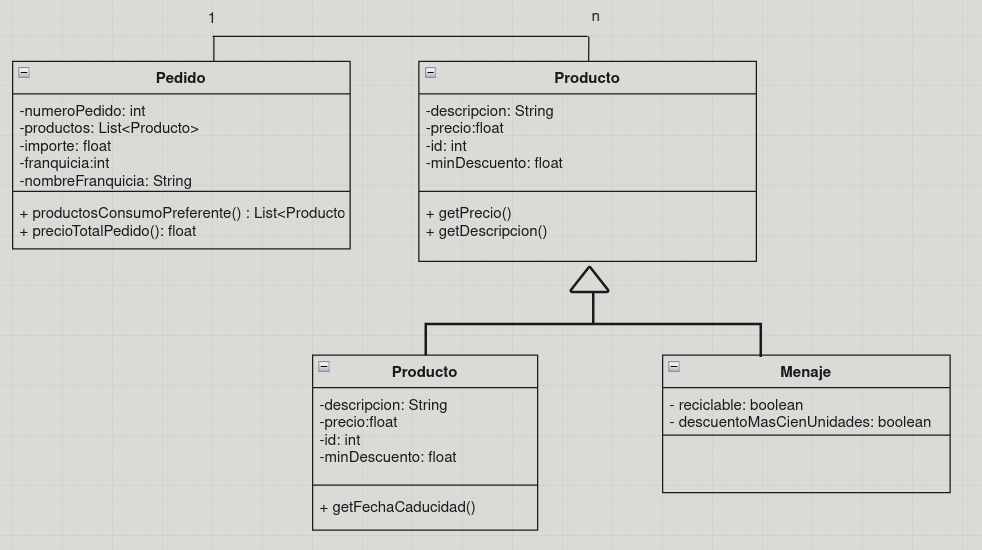 1
n
Pedido
-numeroPedido: int
-productos: List<Producto>
-importe: float
-franquicia:int
-nombreFranquicia: String
+ productosConsumoPreferente() : List<Producto
+ precioTotalPedido(): float
Producto
-descripcion: String
-precio:float
-id: int
-minDescuento: float
+ getPrecio()
+ getDescripcion()
Producto
-descripcion: String
-precio:float
-id: int
-minDescuento: float
+ getFechaCaducidad()
Menaje
- reciclable: boolean
- descuentoMasCienUnidades: boolean